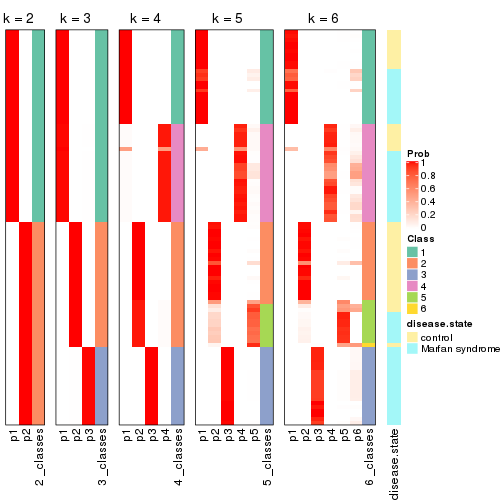 k = 2 k = 3 k = 4 k = 5 k = 6
Prob
1
0.8
0.6
0.4
0.2
0
Class
1
2
3
4
5
6
disease.state
control
Marfan syndrome
p1 p2 2_classes p1 p2 p3 3_classes p1 p2 p3 p4 4_classes p1 p2 p3 p4 p5 5_classes p1 p2 p3 p4 p5 p6 6_classes disease.state